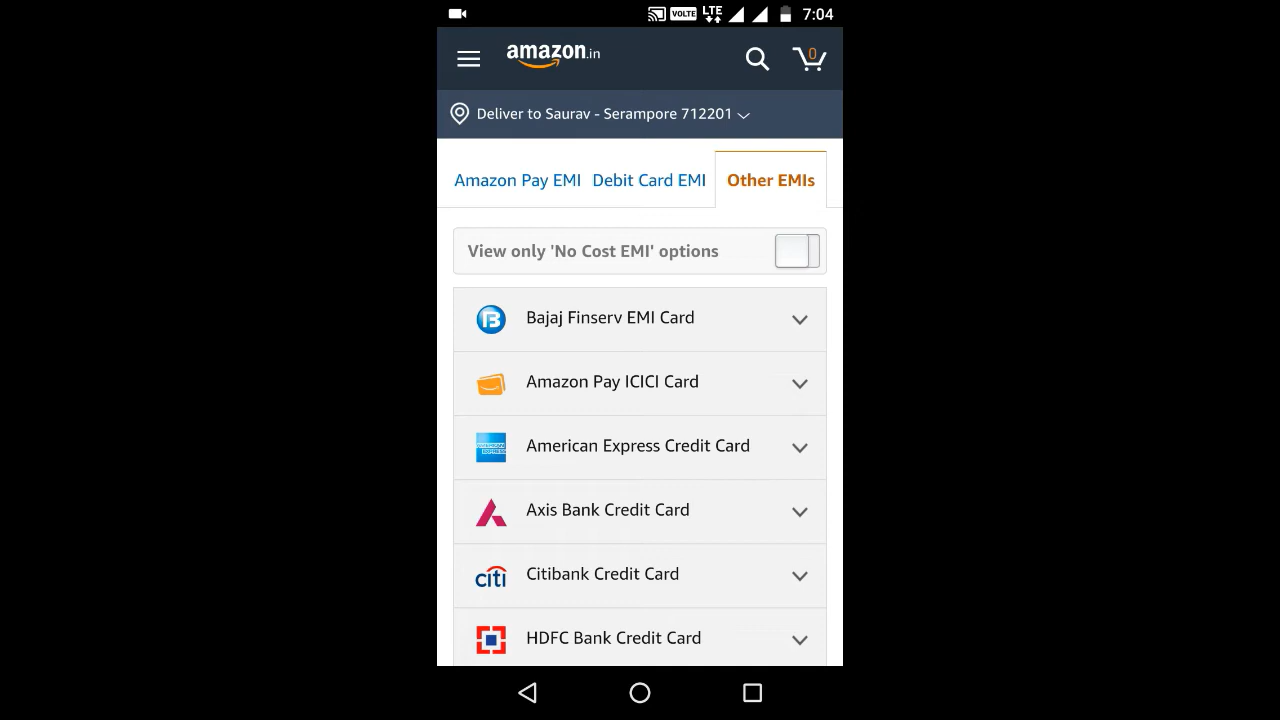 VOLTE LTE 7:04
amazon.in 0
Deliver to Saurav - Serampore 712201
Amazon Pay EMI Debit Card EMI Other EMIs
View only 'No Cost EMI' options
Bajaj Finserv EMI Card
Amazon Pay ICICI Card
AMERICAN EXPRESS American Express Credit Card
Axis Bank Credit Card
citi Citibank Credit Card
HDFC Bank Credit Card